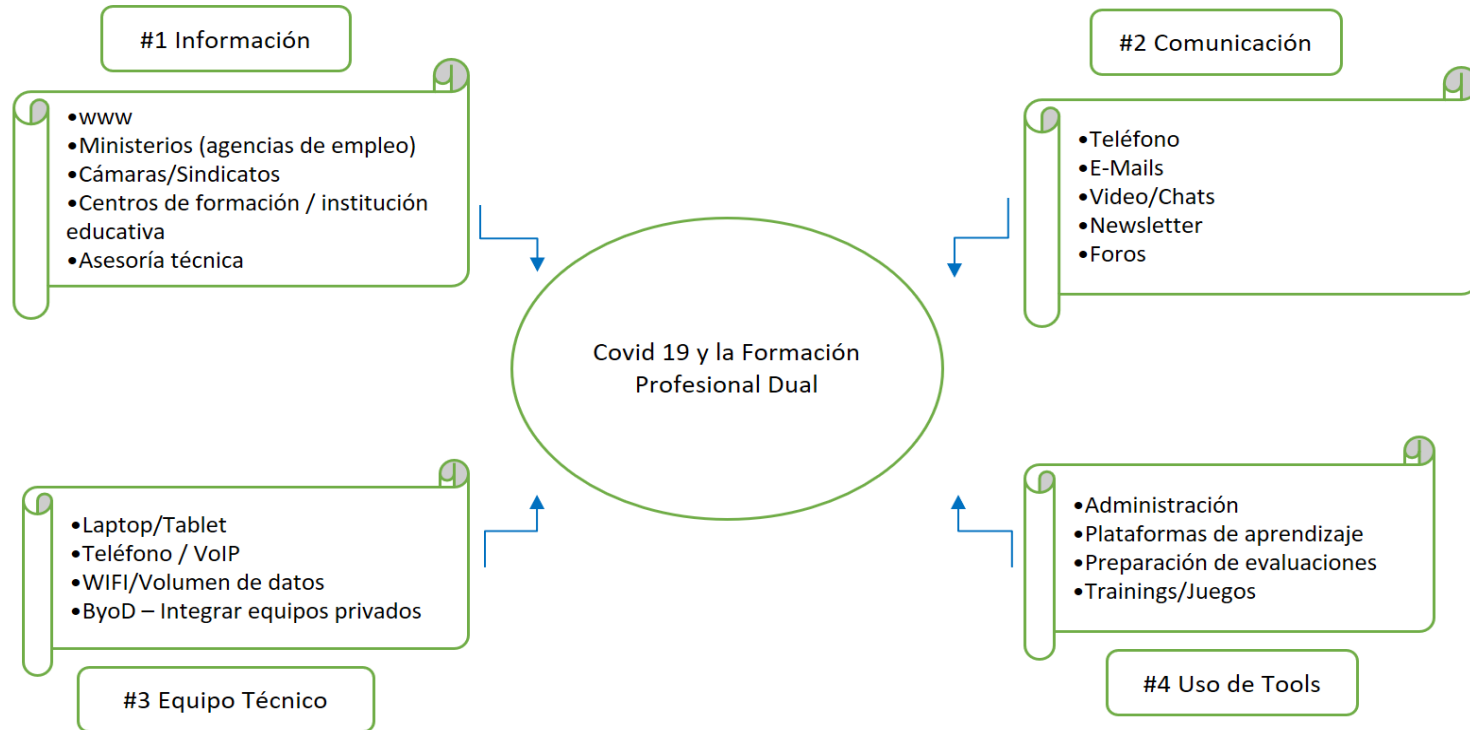 #1 Información
•www
•Ministerios (agencias de empleo)
•Cámaras/Sindicatos
•Centros de formación / institución
educativa
•Asesoría técnica
#2 Comunicación
•Teléfono
•E-Mails
•Video/Chats
•Newsletter
•Foros
Covid 19 y la Formación
Profesional Dual
•Laptop/Tablet
•Teléfono / VoIP
•WIFI/Volumen de datos
•ByoD – Integrar equipos privados
#3 Equipo Técnico
•Administración
•Plataformas de aprendizaje
•Preparación de evaluaciones
•Trainings/Juegos
#4 Uso de Tools